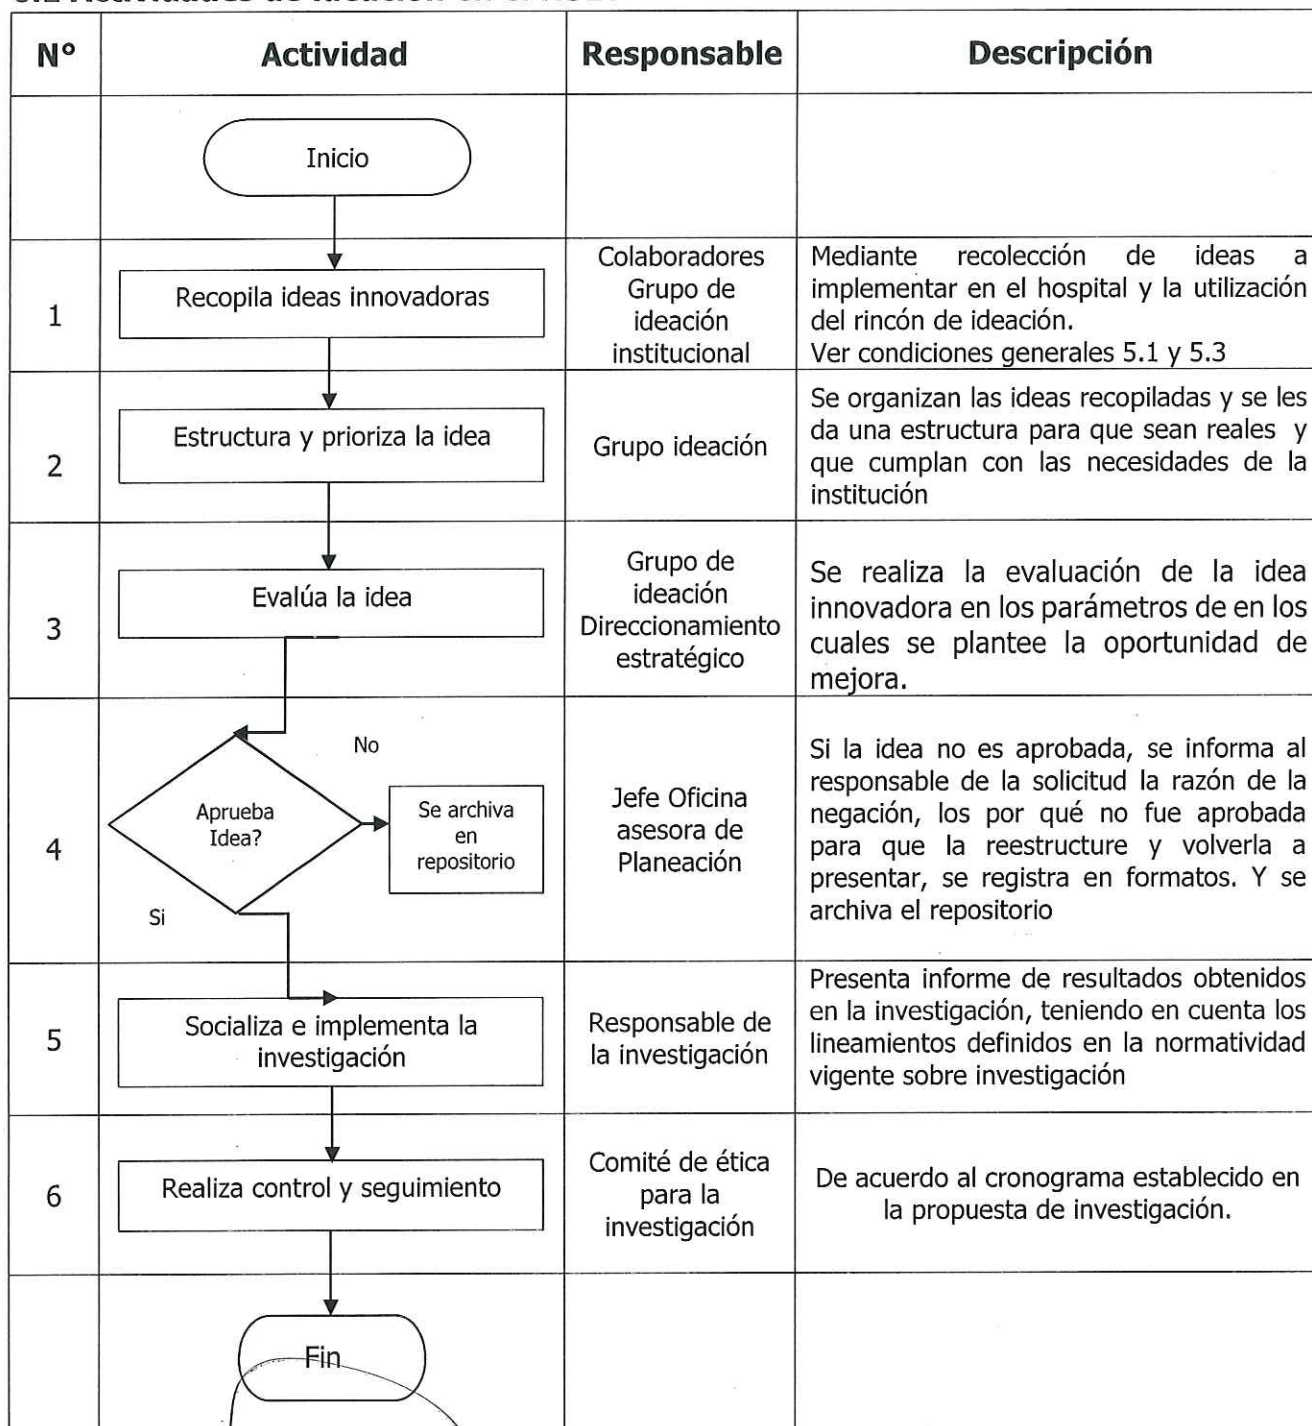 N° Actividad Responsable Descripción
Inicio
1
Recopila ideas innovadoras
Colaboradores
Grupo de
ideación
institucional
Mediante recolección de ideas a
implementar en el hospital y la utilización
del rincón de ideación.
Ver condiciones generales 5.1 y 5.3
2
Estructura y prioriza la idea
Grupo ideación
Se organizan las ideas recopiladas y se les
da una estructura para que sean reales y
que cumplan con las necesidades de la
institución
3
Evalúa la idea
Grupo de
ideación
Direccionamiento
estratégico
Se realiza la evaluación de la idea
innovadora en los parámetros de en los
cuales se plantee la oportunidad de
mejora.
4
Aprueba
Idea?
No
Se archiva
en
repositorio
Si
Jefe Oficina
asesora de
Planeación
Si la idea no es aprobada, se informa al
responsable de la solicitud la razón de la
negación, los por qué no fue aprobada
para que la reestructure y volverla a
presentar, se registra en formatos. Y se
archiva el repositorio
5
Socializa e implementa la
investigación
Responsable de
la investigación
Presenta informe de resultados obtenidos
en la investigación, teniendo en cuenta los
lineamientos definidos en la normatividad
vigente sobre investigación
6
Realiza control y seguimiento
Comité de ética
para la
investigación
De acuerdo al cronograma establecido en
la propuesta de investigación.
Fin